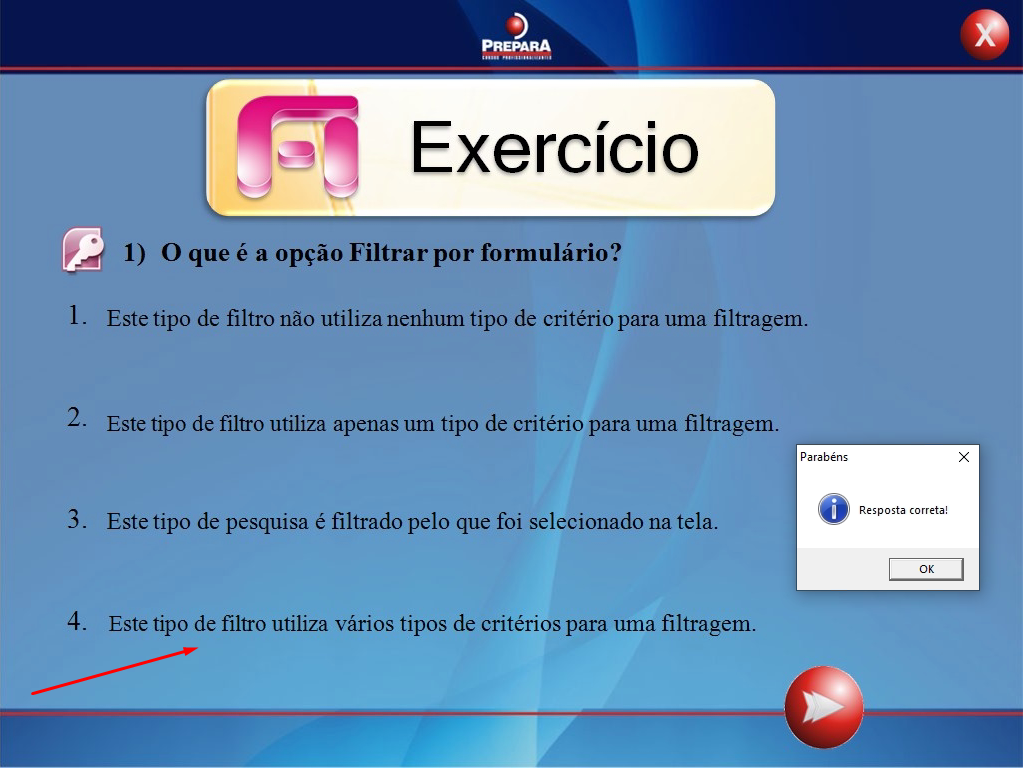 PREPARA
CURSOS PROFISSIONALIZANTES
X
Exercício
1) O que é a opção Filtrar por formulário?
1. Este tipo de filtro não utiliza nenhum tipo de critério para uma filtragem.
2. Este tipo de filtro utiliza apenas um tipo de critério para uma filtragem.
Parabéns
Resposta correta!
OK
3. Este tipo de pesquisa é filtrado pelo que foi selecionado na tela.
4. Este tipo de filtro utiliza vários tipos de critérios para uma filtragem.